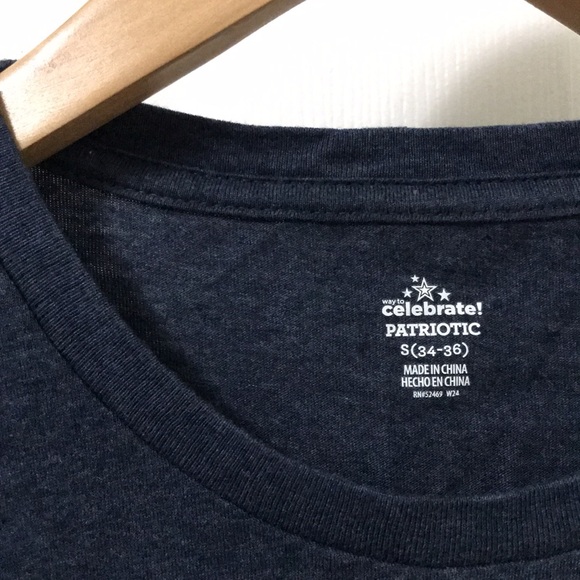 way to
celebrate!
PATRIOTIC
S(34-36)
MADE IN CHINA
HECHO EN CHINA
RN#52469 W24